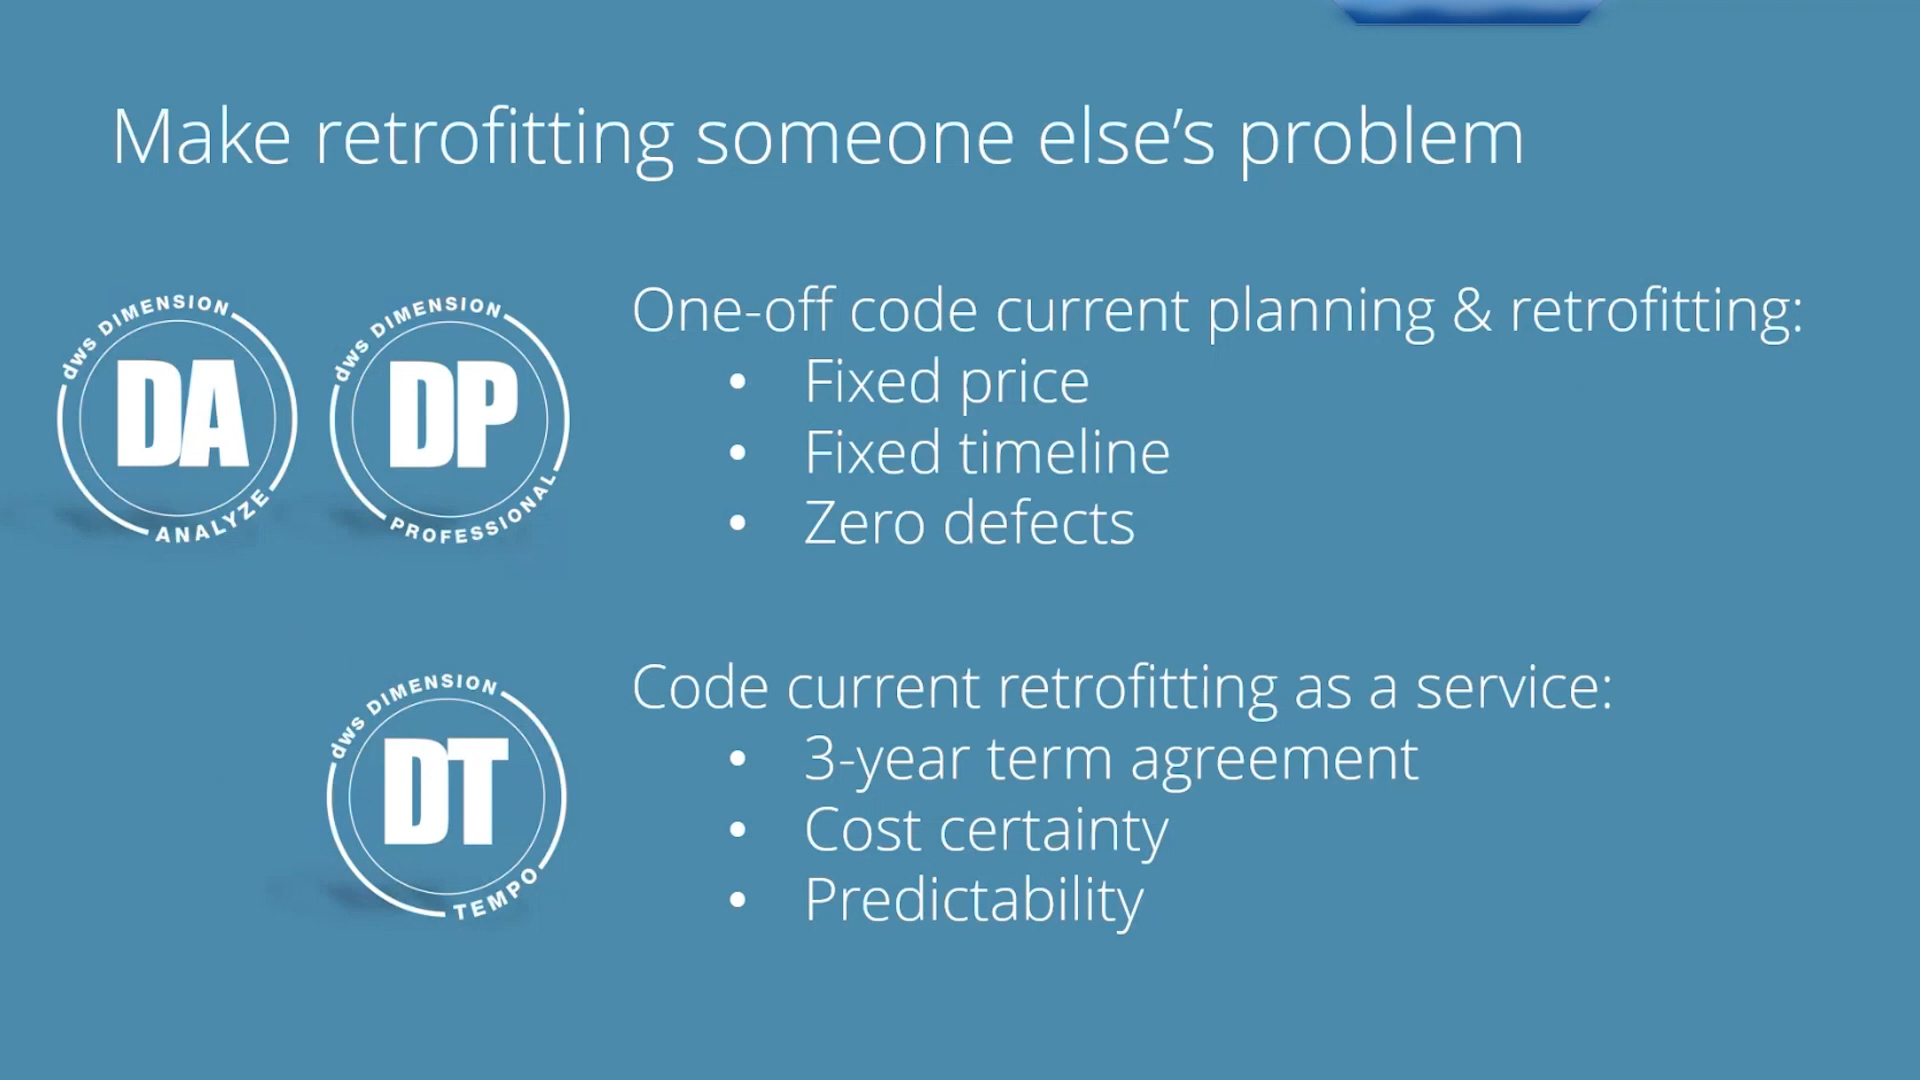 Make retrofitting someone else’s problem
dws DIMENSION
DA
ANALYZE
dws DIMENSION
DP
PROFESSIONAL
One-off code current planning & retrofitting:
• Fixed price
• Fixed timeline
• Zero defects
dws DIMENSION
DT
TEMPO
Code current retrofitting as a service:
• 3-year term agreement
• Cost certainty
• Predictability